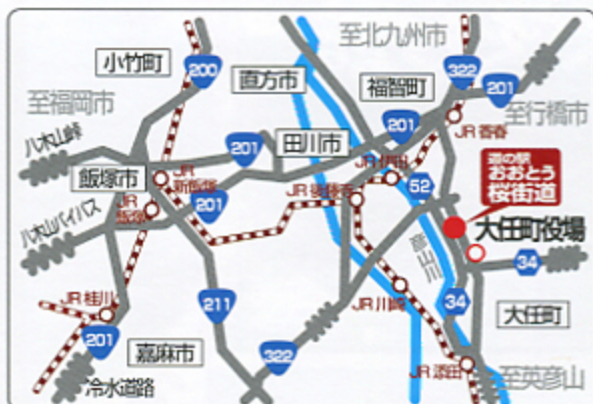 至北九州市
小竹町
200
直方市
福智町
322
201
至福岡市
至行橋市
八木山峠
201
田川市
201
JR 香春
道の駅
おおとう
桜街道
飯塚市
JR
新飯塚
JR 伊田
52
JR 後藤寺
JR
飯塚
201
八木山バイパス
大任町役場
彦山川
34
JR 桂川
211
JR 川崎
34
大任町
201
嘉麻市
322
JR 添田
至英彦山
冷水道路